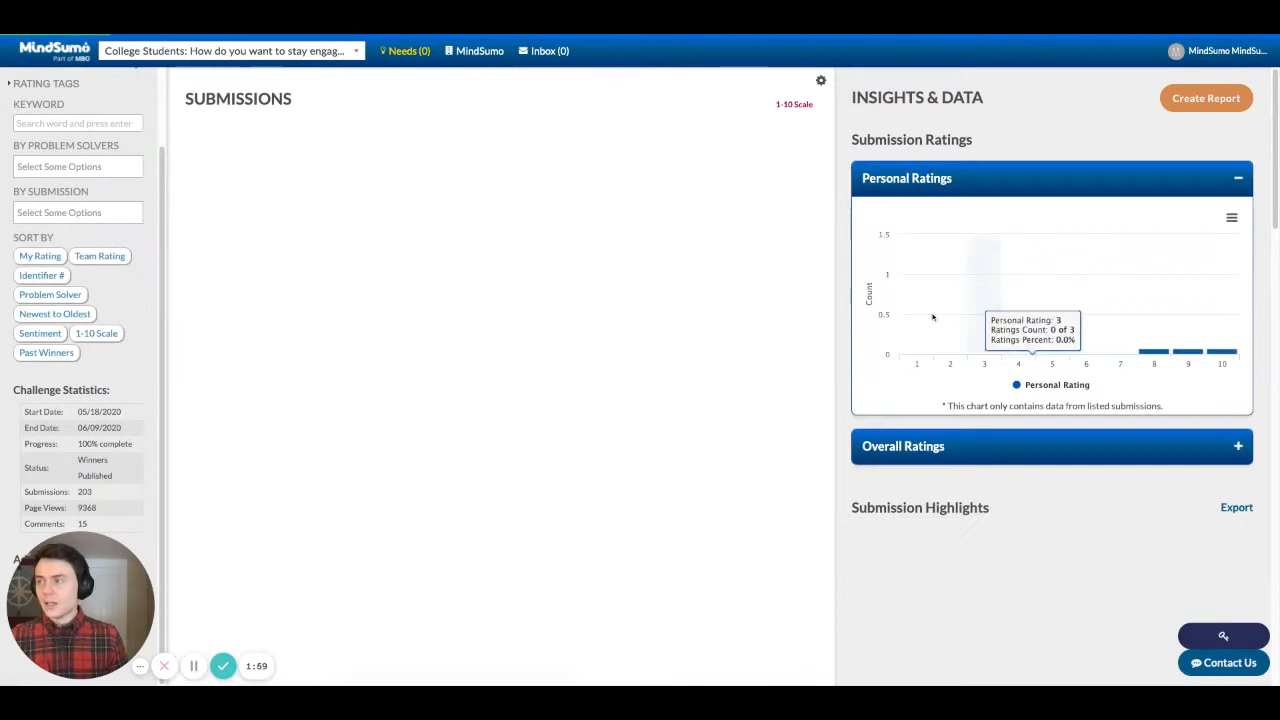 MindSumo
Part of MBO
College Students: How do you want to stay engag...
Needs (0)
MindSumo
Inbox (0)
MindSumo MindSu...
RATING TAGS
KEYWORD
Search word and press enter
BY PROBLEM SOLVERS
Select Some Options
BY SUBMISSION
Select Some Options
SORT BY
My Rating
Team Rating
Identifier #
Problem Solver
Newest to Oldest
Sentiment
1-10 Scale
Past Winners
Challenge Statistics:
Start Date: 05/18/2020
End Date: 06/09/2020
Progress: 100% complete
Status: Winners
Published
Submissions: 203
Page Views: 9368
Comments: 15
1:59
SUBMISSIONS
1-10 Scale
INSIGHTS & DATA
Create Report
Submission Ratings
Personal Ratings
1.5
1
0.5
0
Count
Personal Rating: 3
Ratings Count: 0 of 3
Ratings Percent: 0.0%
1 2 3 4 5 6 7 8 9 10
Personal Rating
* This chart only contains data from listed submissions.
Overall Ratings
Submission Highlights
Export
Contact Us